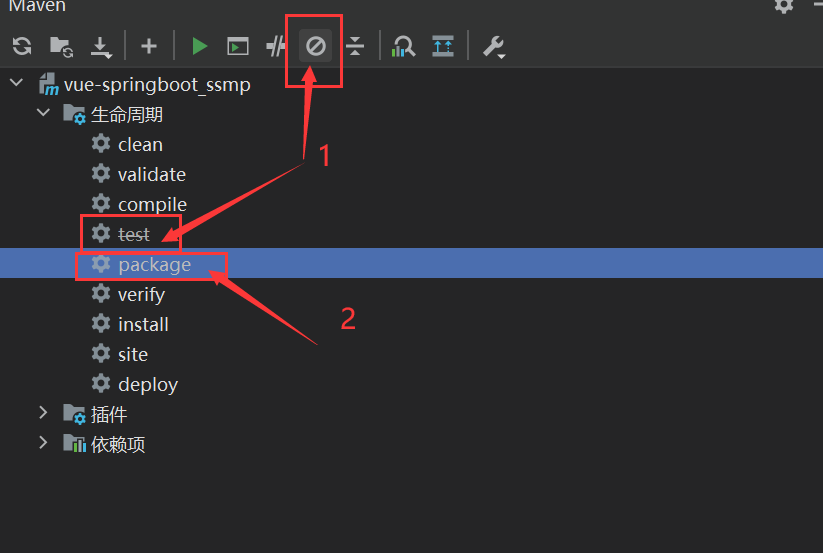 Maven
vue-springboot_ssmp
生命周期
clean
1
validate
compile
test
package
verify
2
install
site
deploy
插件
依赖项